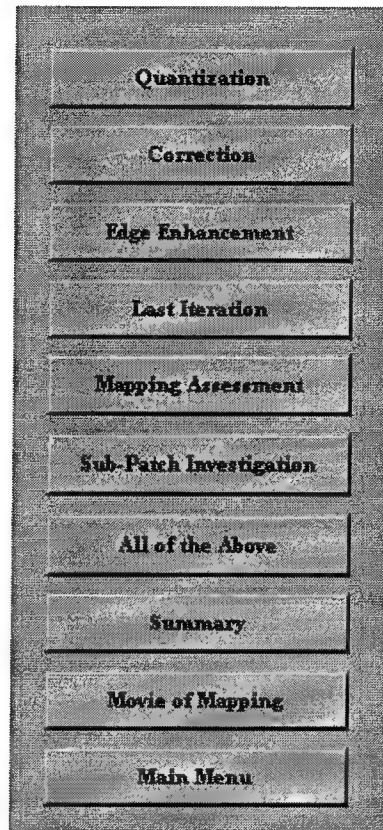 Quantization
Correction
Edge Enhancement
Last Iteration
Mapping Assessment
Sub-Patch Investigation
All of the Above
Summary
Movie of Mapping
Main Menu